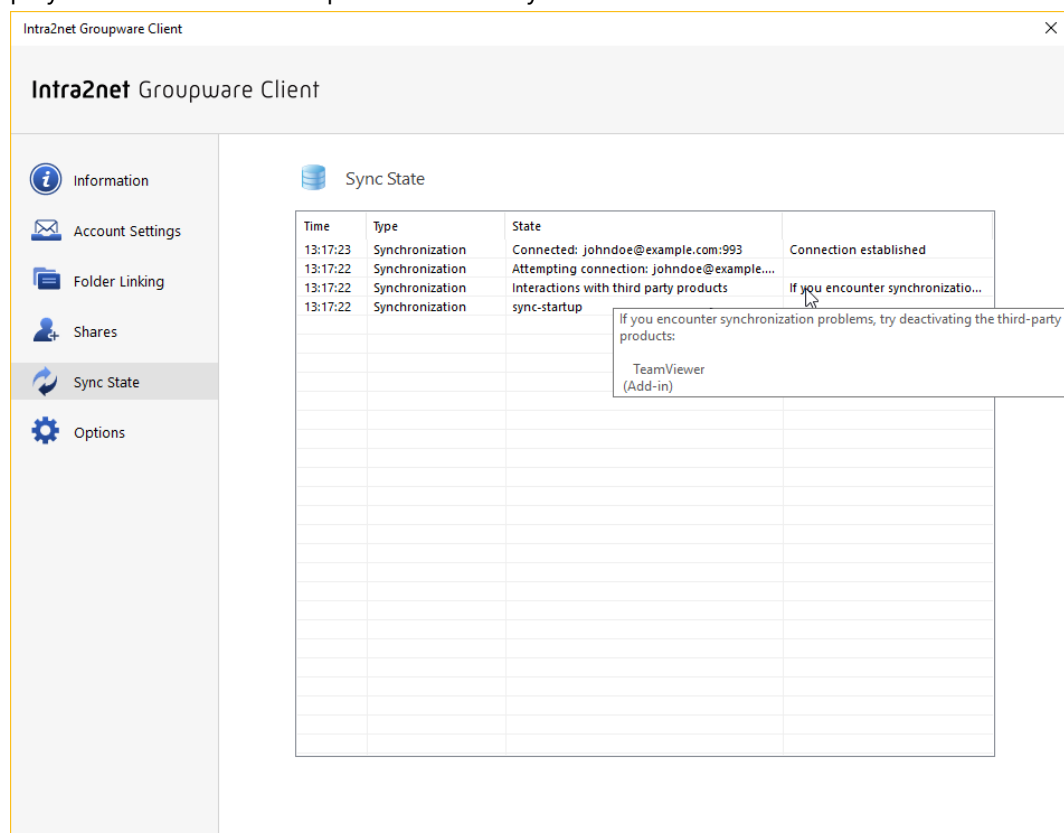 Intra2net Groupware Client
Intra2net Groupware Client
Information
Account Settings
Folder Linking
Shares
Sync State
Options
Sync State
Time Type State
13:17:23 Synchronization Connected: johndoe@example.com:993 Connection established
13:17:22 Synchronization Attempting connection: johndoe@example....
13:17:22 Synchronization Interactions with third party products If you encounter synchronizatio...
13:17:22 Synchronization sync-startup
If you encounter synchronization problems, try deactivating the third-party
products:
TeamViewer
(Add-in)